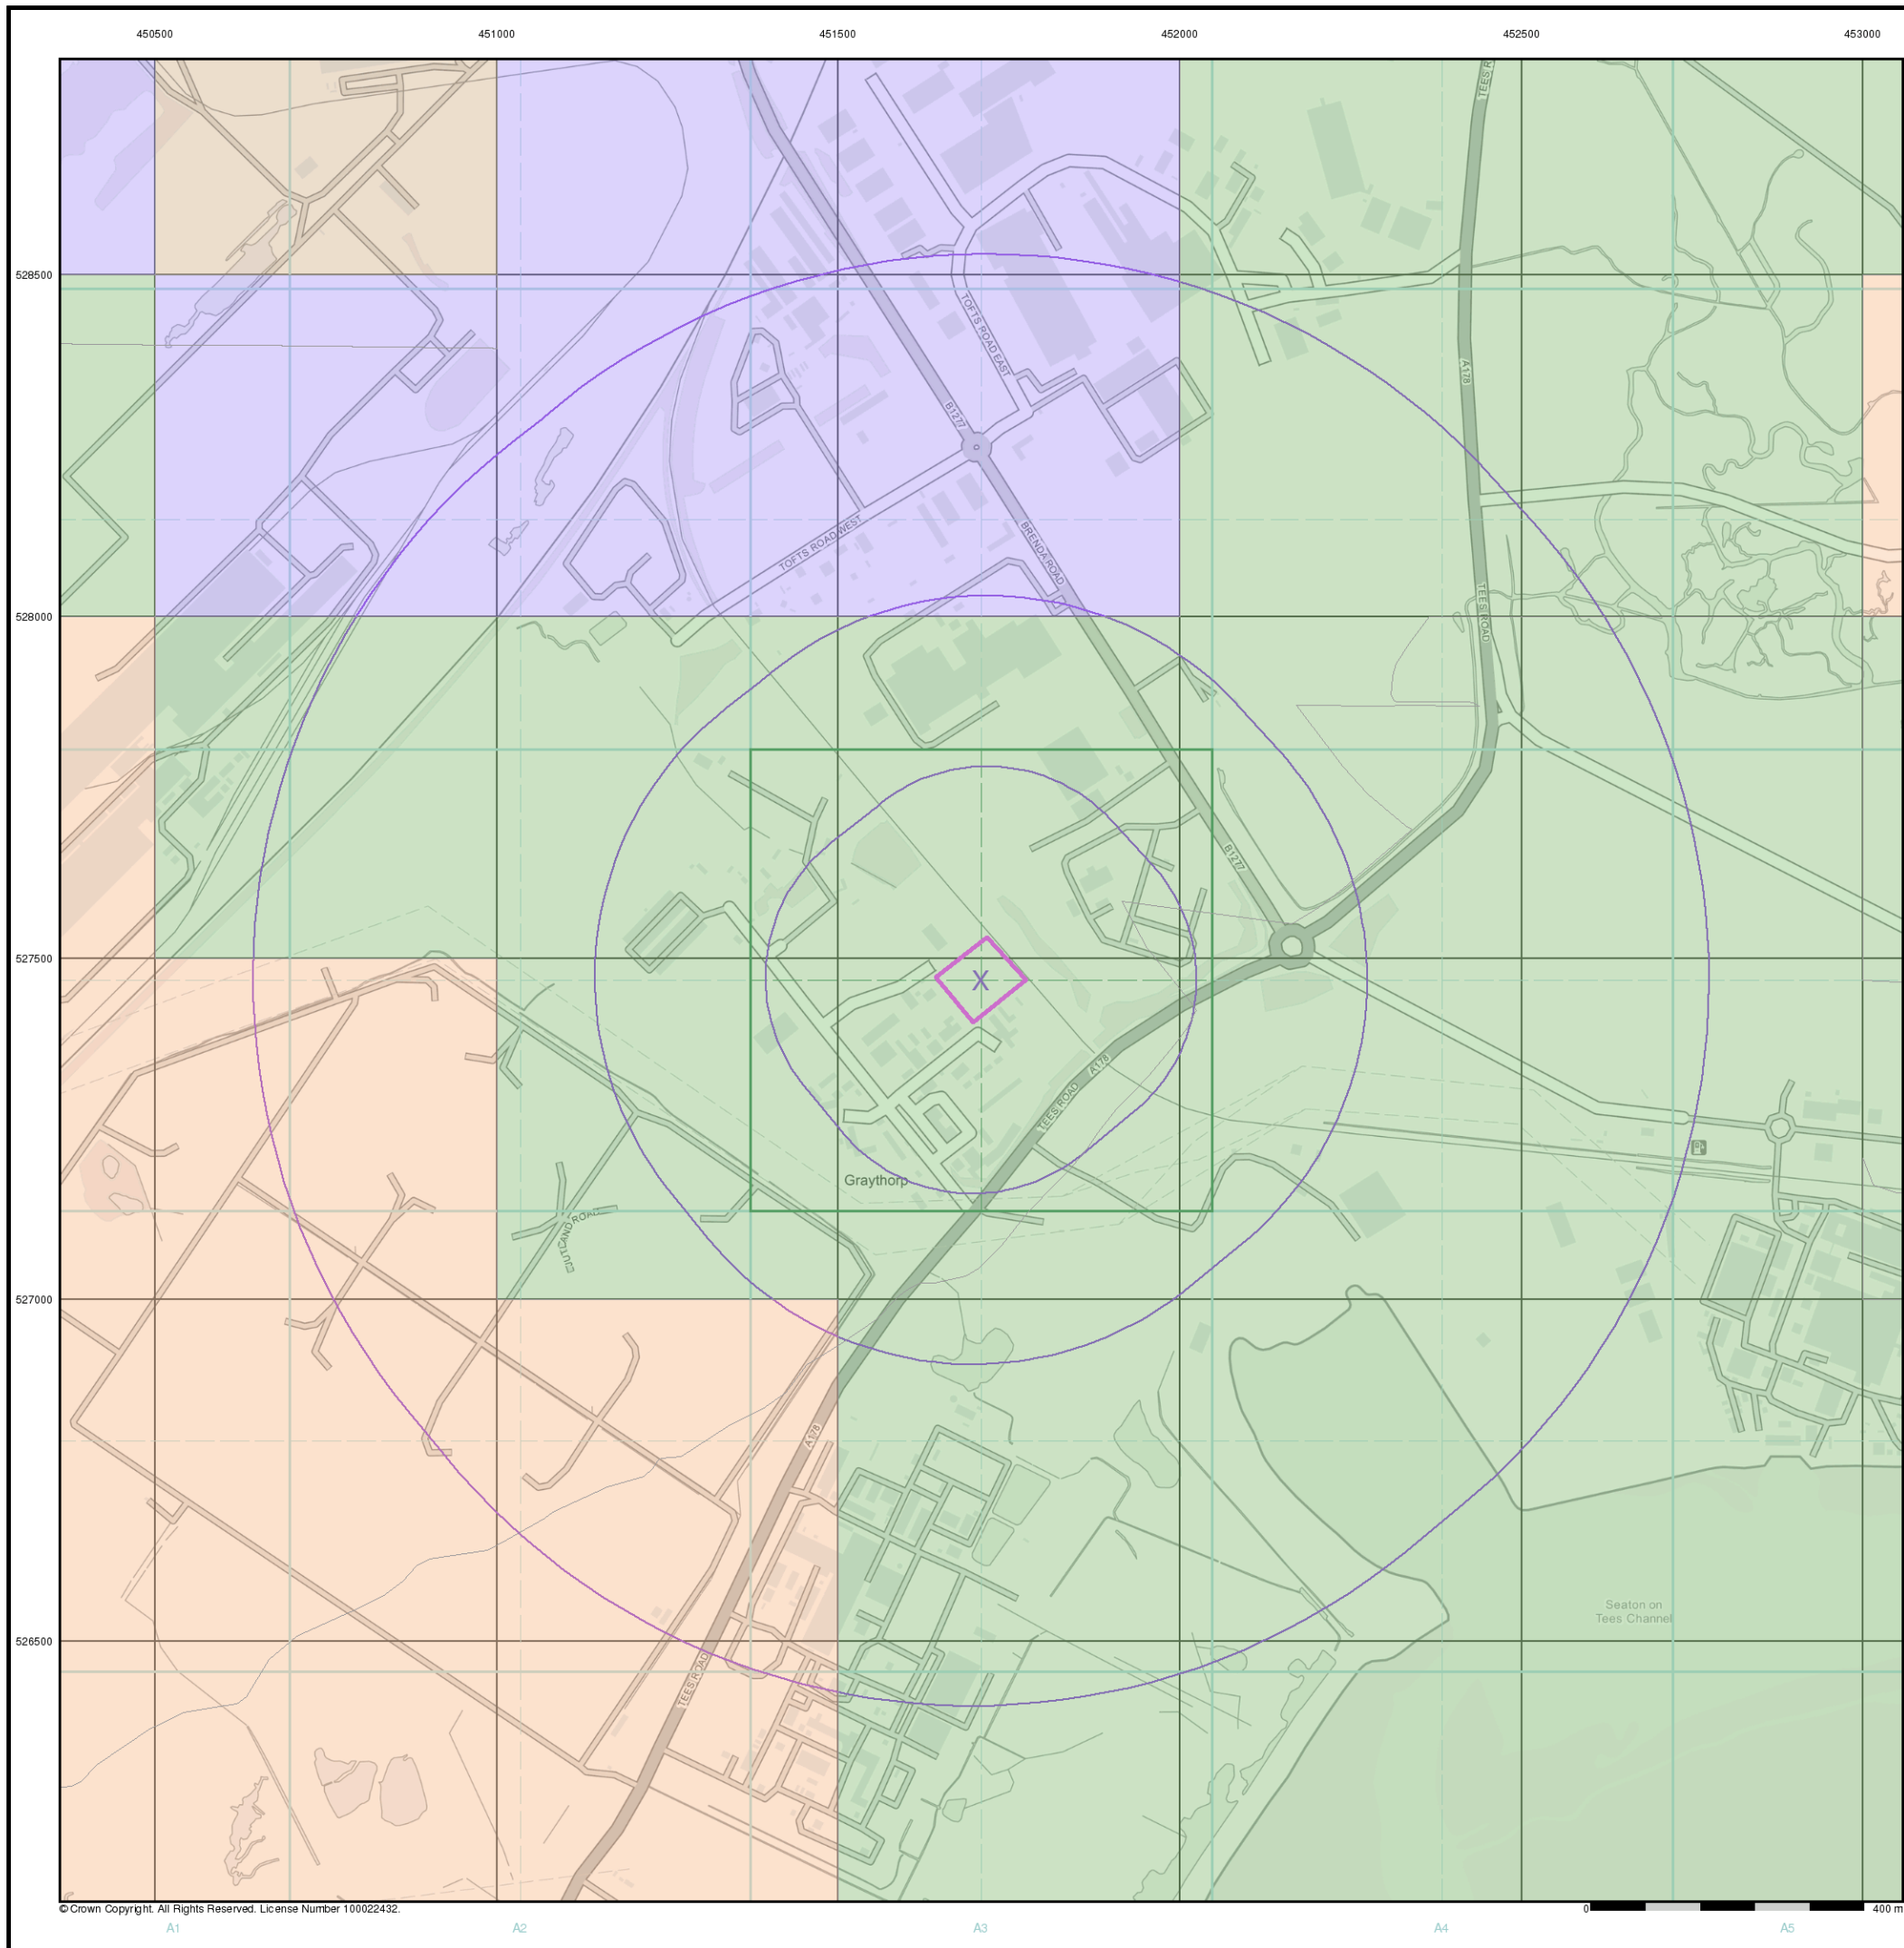 450500 451000 451500 452000 452500 453000
TEES R
528500
TOFTS ROAD EAST
A178
B1277
TOFTS ROAD WEST
BRENDA ROAD
528000
TEES ROAD
B1277
527500
X
A178
TEES ROAD
Graythorp
527000
A178
Seaton on
Tees Channel
526500
TEES ROAD
© Crown Copyright. All Rights Reserved. License Number 100022432.
0 400 m
A1 A2 A3 A4 A5